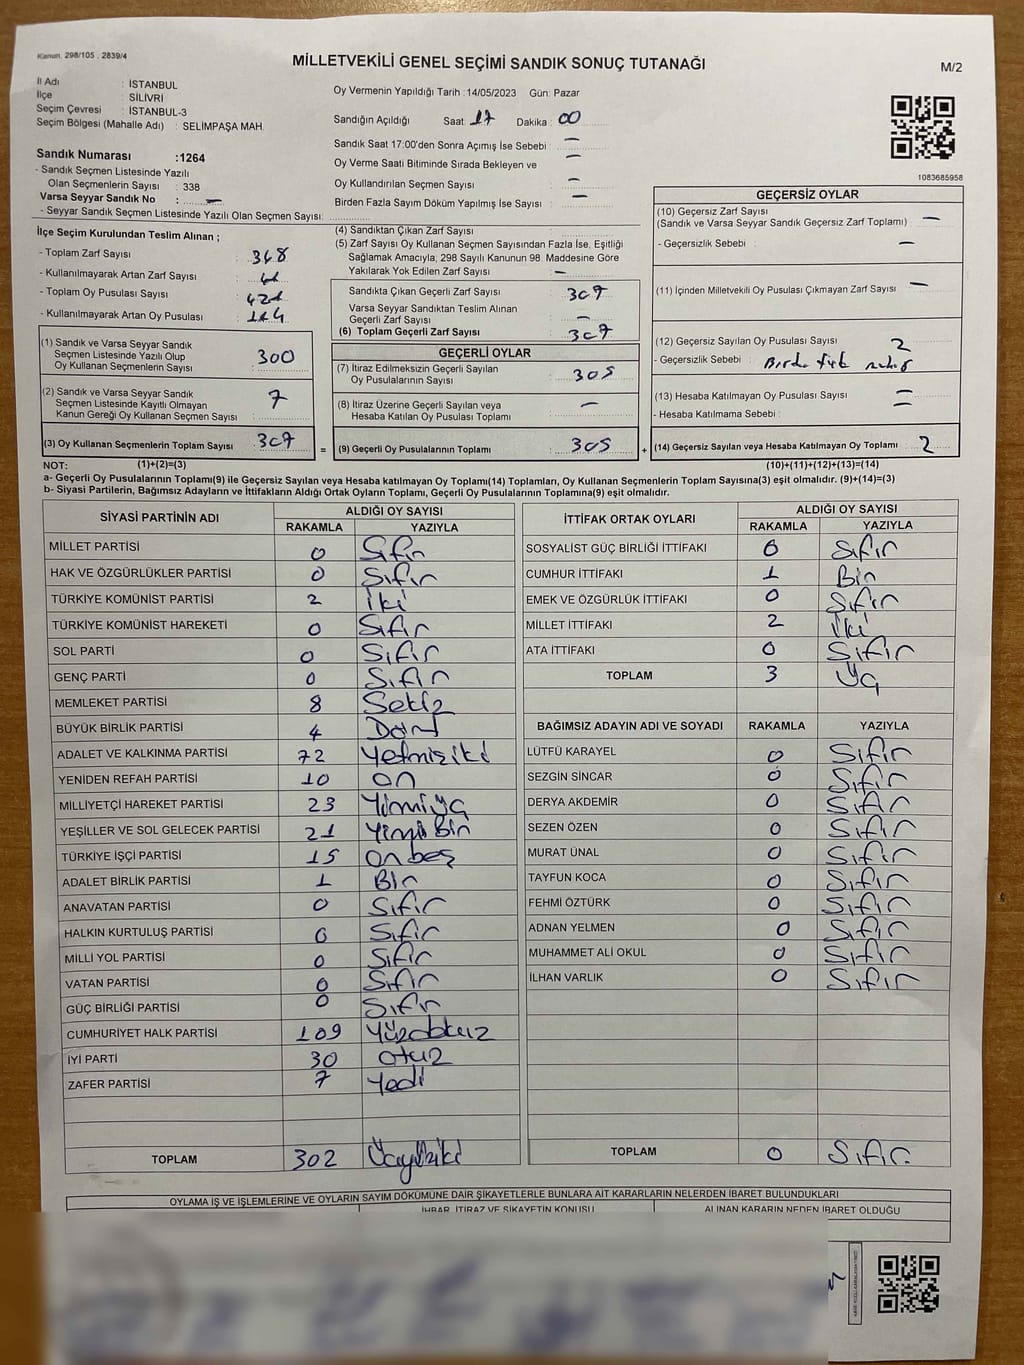 Kanun. 298/105 , 2839/4
MİLLETVEKİLİ GENEL SEÇİMİ SANDIK SONUÇ TUTANAĞI
M/2
İl Adı : İSTANBUL
İlçe : SİLİVRİ
Seçim Çevresi : İSTANBUL-3
Seçim Bölgesi (Mahalle Adı) : SELİMPAŞA MAH.
Sandık Numarası :1264
- Sandık Seçmen Listesinde Yazılı
Olan Seçmenlerin Sayısı : 338
Varsa Seyyar Sandık No : —
- Seyyar Sandık Seçmen Listesinde Yazılı Olan Seçmen Sayısı:
Oy Vermenin Yapıldığı Tarih :14/05/2023 Gün: Pazar
Sandığın Açıldığı Saat 17 Dakika : 00
Sandık Saat 17:00'den Sonra Açımış İse Sebebi : —
Oy Verme Saati Bitiminde Sırada Bekleyen ve —
Oy Kullandırılan Seçmen Sayısı : —
Birden Fazla Sayım Döküm Yapılmış İse Sayısı : —
1083685958
İlçe Seçim Kurulundan Teslim Alınan ;
- Toplam Zarf Sayısı : 348
- Kullanılmayarak Artan Zarf Sayısı :
- Toplam Oy Pusulası Sayısı : 421
- Kullanılmayarak Artan Oy Pusulası : 114
(4) Sandıktan Çıkan Zarf Sayısı :
(5) Zarf Sayısı Oy Kullanan Seçmen Sayısından Fazla İse, Eşitliği
Sağlamak Amacıyla; 298 Sayılı Kanunun 98. Maddesine Göre
Yakılarak Yok Edilen Zarf Sayısı : —
Sandıkta Çıkan Geçerli Zarf Sayısı : 307
Varsa Seyyar Sandıktan Teslim Alınan
Geçerli Zarf Sayısı : —
(6) Toplam Geçerli Zarf Sayısı : 307
GEÇERSİZ OYLAR
(10) Geçersiz Zarf Sayısı
(Sandık ve Varsa Seyyar Sandık Geçersiz Zarf Toplamı) : —
- Geçersizlik Sebebi : —
(11) İçinden Milletvekili Oy Pusulası Çıkmayan Zarf Sayısı : —
(12) Geçersiz Sayılan Oy Pusulası Sayısı : 2
- Geçersizlik Sebebi :
(13) Hesaba Katılmayan Oy Pusulası Sayısı : —
- Hesaba Katılmama Sebebi : —
(14) Geçersiz Sayılan veya Hesaba Katılmayan Oy Toplamı : 2
(10)+(11)+(12)+(13)=(14)
(1) Sandık ve Varsa Seyyar Sandık
Seçmen Listesinde Yazılı Olup
Oy Kullanan Seçmenlerin Sayısı : 300
(2) Sandık ve Varsa Seyyar Sandık
Seçmen Listesinde Kayıtlı Olmayan
Kanun Gereği Oy Kullanan Seçmen Sayısı : 7
(3) Oy Kullanan Seçmenlerin Toplam Sayısı : 307
=
GEÇERLİ OYLAR
(7) İtiraz Edilmeksizin Geçerli Sayılan
Oy Pusulalarının Sayısı : 305
(8) İtiraz Üzerine Geçerli Sayılan veya
Hesaba Katılan Oy Pusulası Toplamı : —
(9) Geçerli Oy Pusulalarının Toplamı : 305
+
NOT: (1)+(2)=(3)
a- Geçerli Oy Pusulalarının Toplamı(9) ile Geçersiz Sayılan veya Hesaba katılmayan Oy Toplamı(14) Toplamları, Oy Kullanan Seçmenlerin Toplam Sayısına(3) eşit olmalıdır. (9)+(14)=(3)
b- Siyasi Partilerin, Bağımsız Adayların ve İttifakların Aldığı Ortak Oyların Toplamı, Geçerli Oy Pusulalarının Toplamına(9) eşit olmalıdır.
SİYASİ PARTİNİN ADI ALDIĞI OY SAYISI
RAKAMLA YAZIYLA
MİLLET PARTİSİ 0 Sıfır
HAK VE ÖZGÜRLÜKLER PARTİSİ 0 Sıfır
TÜRKİYE KOMÜNİST PARTİSİ 2 iki
TÜRKİYE KOMÜNİST HAREKETİ 0 Sıfır
SOL PARTİ 0 Sıfır
GENÇ PARTİ 0 Sıfır
MEMLEKET PARTİSİ 8 Sekiz
BÜYÜK BİRLİK PARTİSİ 4 Dört
ADALET VE KALKINMA PARTİSİ 72 Yetmişiki
YENİDEN REFAH PARTİSİ 10 on
MİLLİYETÇİ HAREKET PARTİSİ 23 Yirmiüç
YEŞİLLER VE SOL GELECEK PARTİSİ 21 Yirmi Bir
TÜRKİYE İŞÇİ PARTİSİ 15 onbeş
ADALET BİRLİK PARTİSİ 1 Bir
ANAVATAN PARTİSİ 0 Sıfır
HALKIN KURTULUŞ PARTİSİ 0 Sıfır
MİLLİ YOL PARTİSİ 0 Sıfır
VATAN PARTİSİ 0 Sıfır
GÜÇ BİRLİĞİ PARTİSİ 0 Sıfır
CUMHURİYET HALK PARTİSİ 109 Yüzdokuz
İYİ PARTİ 30 otuz
ZAFER PARTİSİ 7 Yedi
TOPLAM 302 Üçyüziki
İTTİFAK ORTAK OYLARI ALDIĞI OY SAYISI
RAKAMLA YAZIYLA
SOSYALİST GÜÇ BİRLİĞİ İTTİFAKI 0 Sıfır
CUMHUR İTTİFAKI 1 Bir
EMEK VE ÖZGÜRLÜK İTTİFAKI 0 Sıfır
MİLLET İTTİFAKI 2 iki
ATA İTTİFAKI 0 Sıfır
TOPLAM 3 Üç
BAĞIMSIZ ADAYIN ADI VE SOYADI RAKAMLA YAZIYLA
LÜTFÜ KARAYEL 0 Sıfır
SEZGİN SİNCAR 0 Sıfır
DERYA AKDEMİR 0 Sıfır
SEZEN ÖZEN 0 Sıfır
MURAT ÜNAL 0 Sıfır
TAYFUN KOCA 0 Sıfır
FEHMİ ÖZTÜRK 0 Sıfır
ADNAN YELMEN 0 Sıfır
MUHAMMET ALİ OKUL 0 Sıfır
İLHAN VARLIK 0 Sıfır
TOPLAM 0 Sıfır
OYLAMA İŞ VE İŞLEMLERİNE VE OYLARIN SAYIM DÖKÜMÜNE DAİR ŞİKAYETLERLE BUNLARA AİT KARARLARIN NELERDEN İBARET BULUNDUKLARI
İHBAR, İTİRAZ VE ŞİKAYETİN KONUSU ALINAN KARARIN NEDEN İBARET OLDUĞU